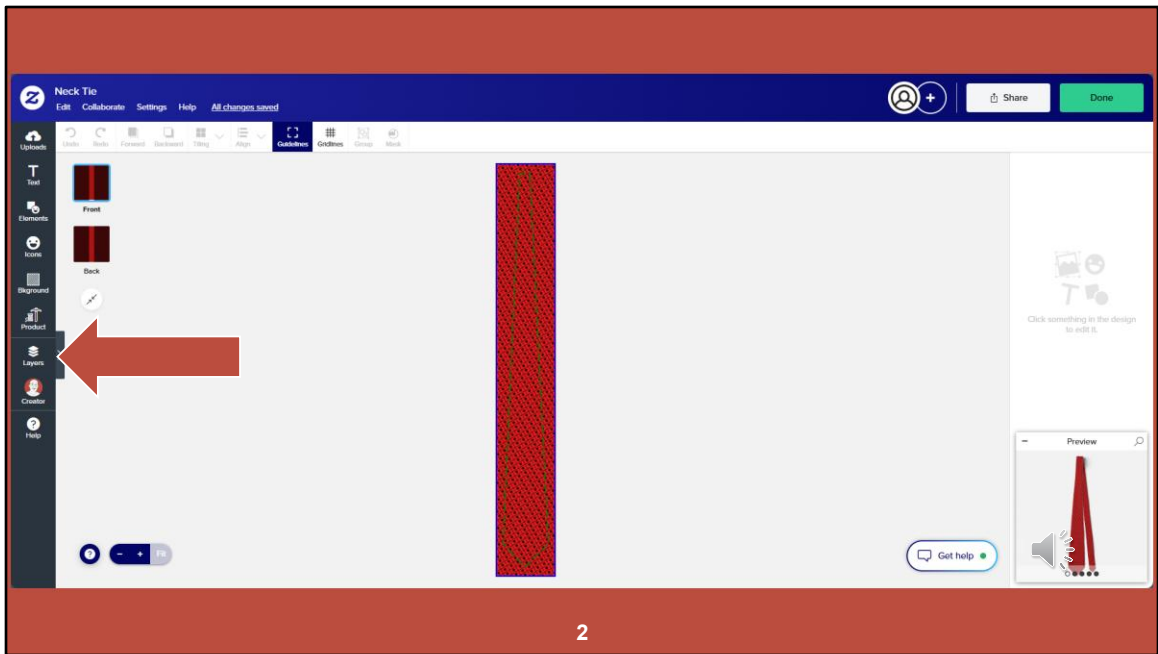 Neck Tie
Edit Collaborate Settings Help All changes saved
+
Share
Done
Uploads
Text
Elements
Icons
Bkground
Product
Layers
Creator
Help
Undo Redo Forward Backward Tiling Align Guidelines Gridlines Group Mask
Front
Back
Click something in the design
to edit it.
Preview
? - + Fit
Get help
2